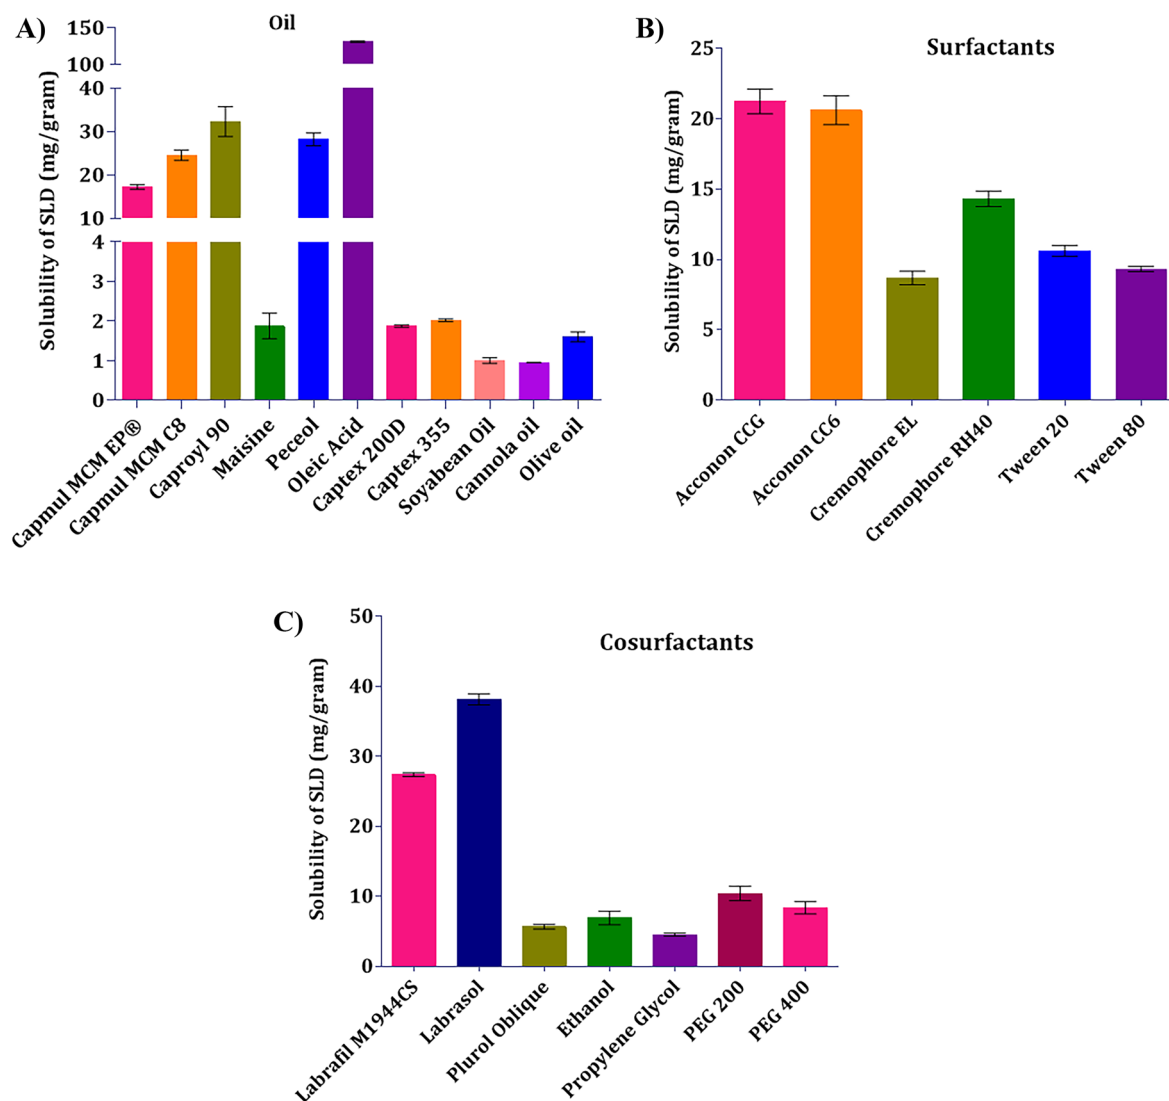 A)
Oil
Solubility of SLD (mg/gram)
150
100
40
30
20
10
4
3
2
1
0
Capmul MCM EP®
Capmul MCM C8
Caproyl 90
Maisine
Peceol
Oleic Acid
Captex 200D
Captex 355
Soyabean Oil
Cannola oil
Olive oil
B)
Surfactants
Solubility of SLD (mg/gram)
25
20
15
10
5
0
Acconon CCG
Acconon CC6
Cremophore EL
Cremophore RH40
Tween 20
Tween 80
C)
Cosurfactants
Solubility of SLD (mg/gram)
50
40
30
20
10
0
Labrafil M1944CS
Labrasol
Plurol Oblique
Ethanol
Propylene Glycol
PEG 200
PEG 400